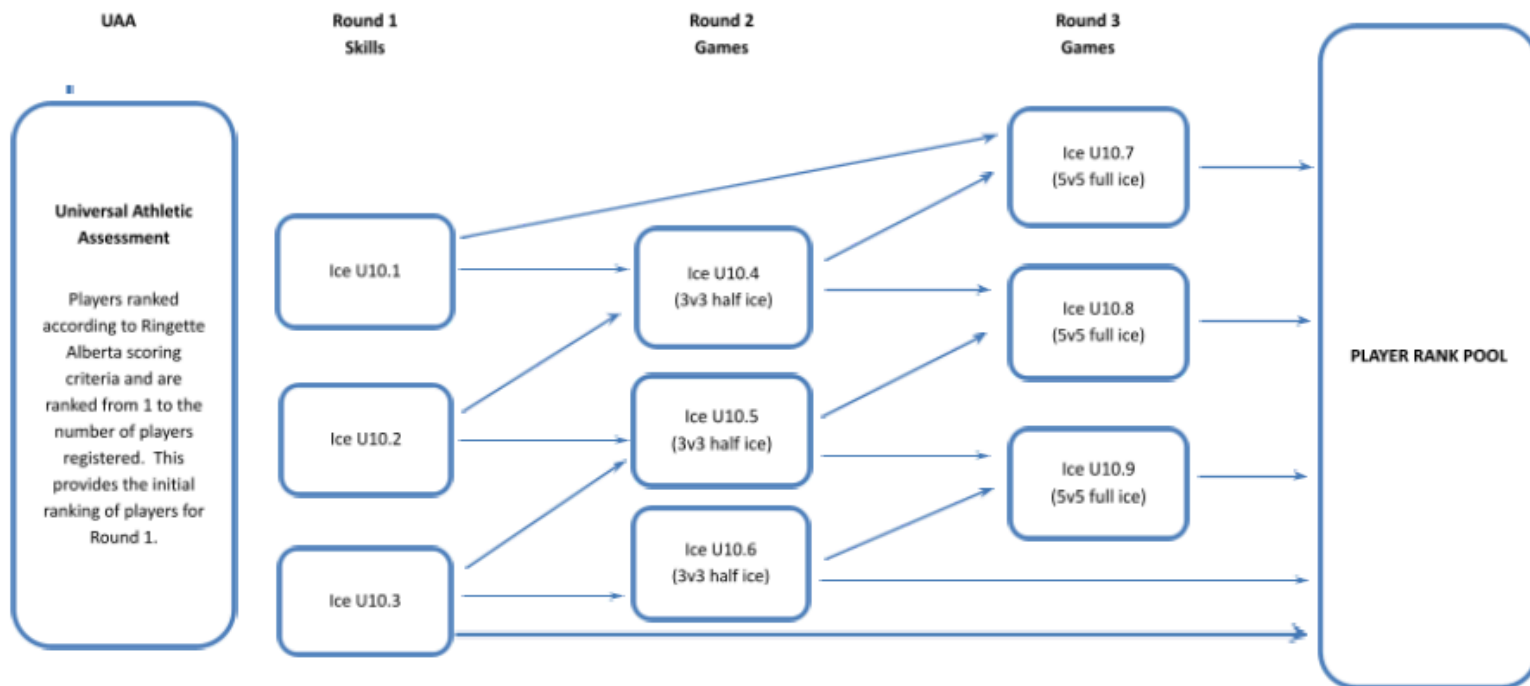 UAA
Round 1
Skills
Round 2
Games
Round 3
Games
Universal Athletic
Assessment
Players ranked
according to Ringette
Alberta scoring
criteria and are
ranked from 1 to the
number of players
registered.  This
provides the initial
ranking of players for
Round 1.
Ice U10.1
Ice U10.2
Ice U10.3
Ice U10.4
(3v3 half ice)
Ice U10.5
(3v3 half ice)
Ice U10.6
(3v3 half ice)
Ice U10.7
(5v5 full ice)
Ice U10.8
(5v5 full ice)
Ice U10.9
(5v5 full ice)
PLAYER RANK POOL